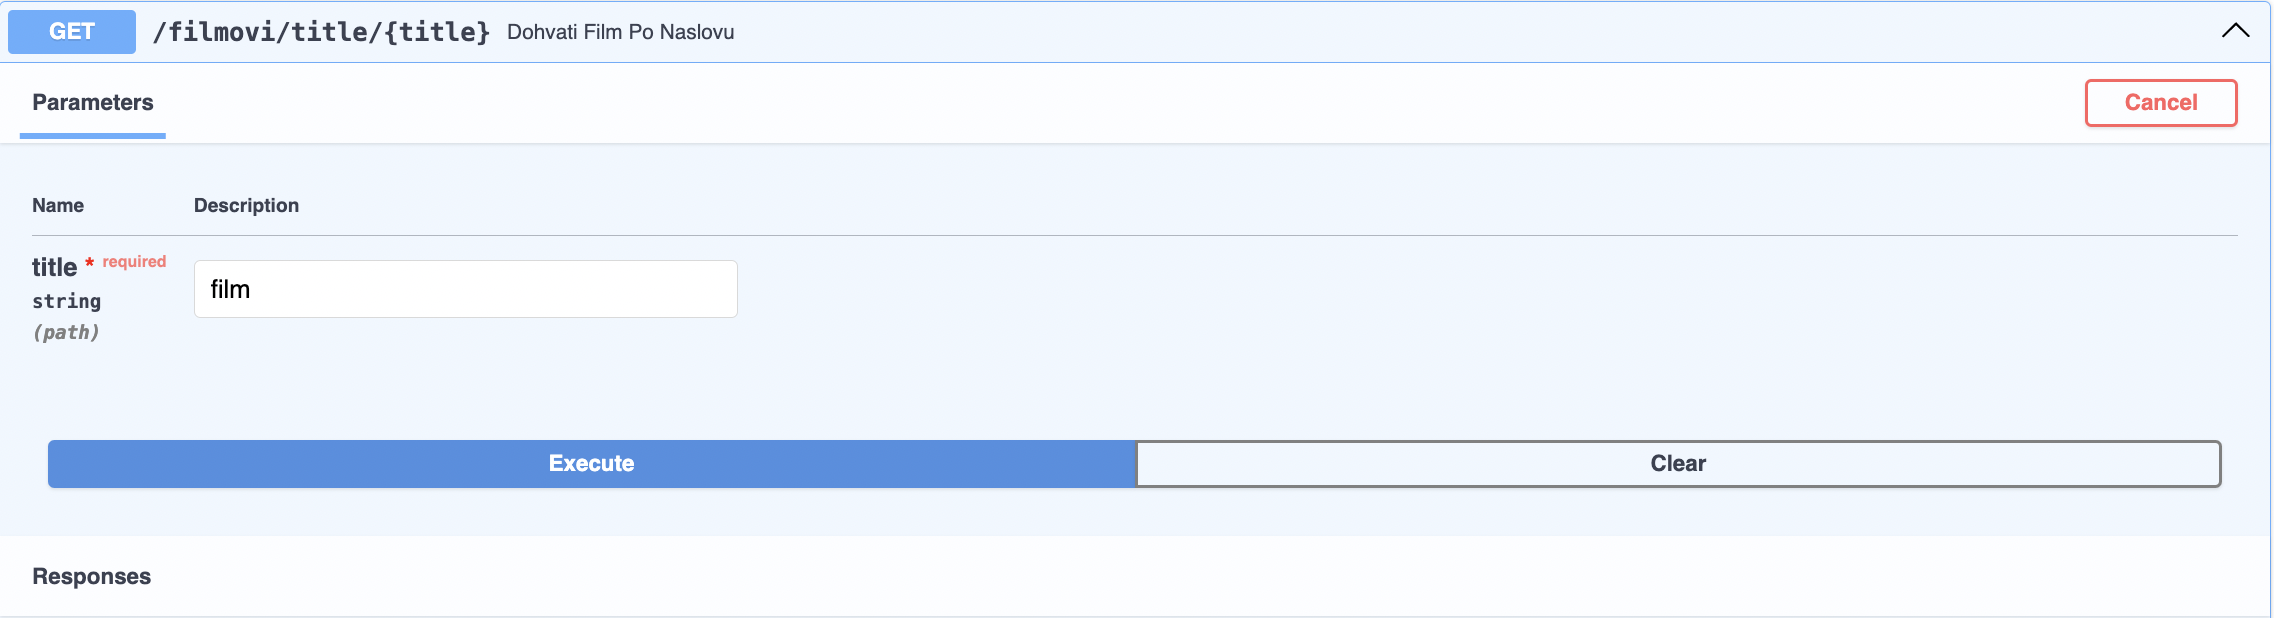 GET /filmovi/title/{title} Dohvati Film Po Naslovu
Parameters Cancel
Name Description
title * required
film
string
(path)
Execute Clear
Responses